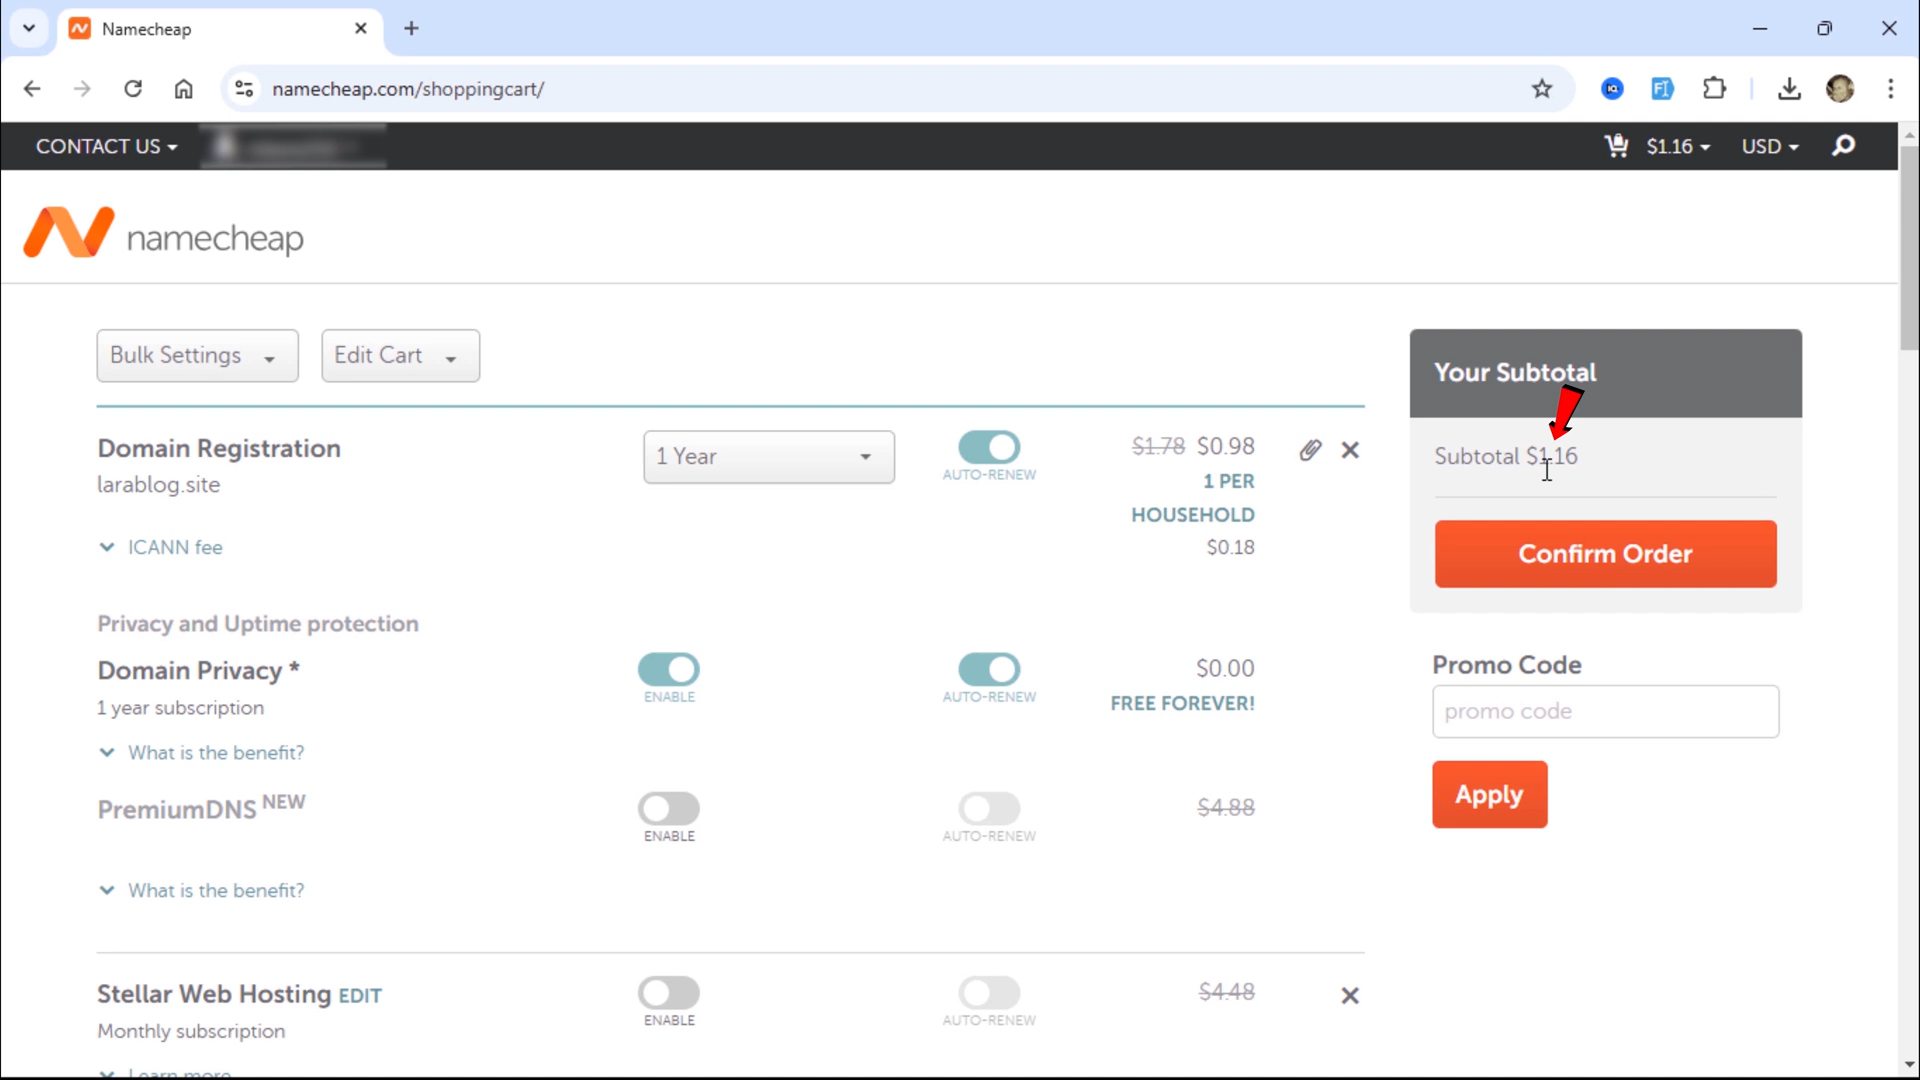 Namecheap
namecheap.com/shoppingcart/
CONTACT US
$1.16
USD
namecheap
Bulk Settings
Edit Cart
Your Subtotal
Domain Registration
1 Year
AUTO-RENEW
$1.78 $0.98
Subtotal $1.16
larablog.site
1 PER
HOUSEHOLD
ICANN fee
$0.18
Confirm Order
Privacy and Uptime protection
Domain Privacy *
ENABLE
AUTO-RENEW
$0.00
Promo Code
1 year subscription
FREE FOREVER!
promo code
What is the benefit?
PremiumDNS NEW
ENABLE
AUTO-RENEW
$4.88
Apply
What is the benefit?
Stellar Web Hosting EDIT
ENABLE
AUTO-RENEW
$4.48
Monthly subscription
Learn more